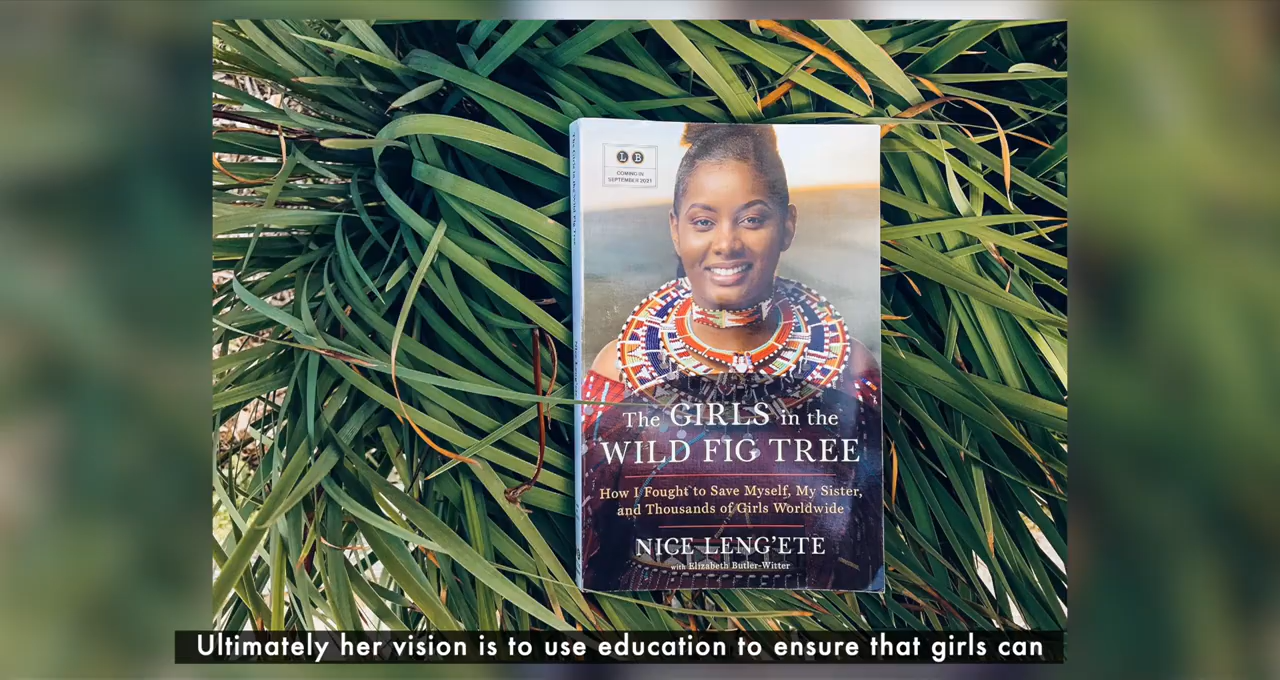 L B
COMING IN
SEPTEMBER 2021
The GIRLS in the
WILD FIG TREE
How I Fought to Save Myself, My Sister,
and Thousands of Girls Worldwide
NICE LENG'ETE
with Elizabeth Butler-Witter
Ultimately her vision is to use education to ensure that girls can